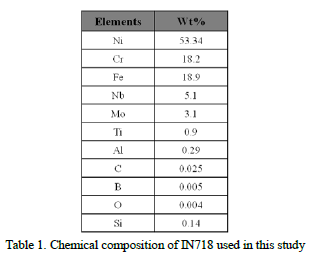 Elements Wt%
Ni 53.34
Cr 18.2
Fe 18.9
Nb 5.1
Mo 3.1
Ti 0.9
Al 0.29
C 0.025
B 0.005
O 0.004
Si 0.14
Table 1. Chemical composition of IN718 used in this study